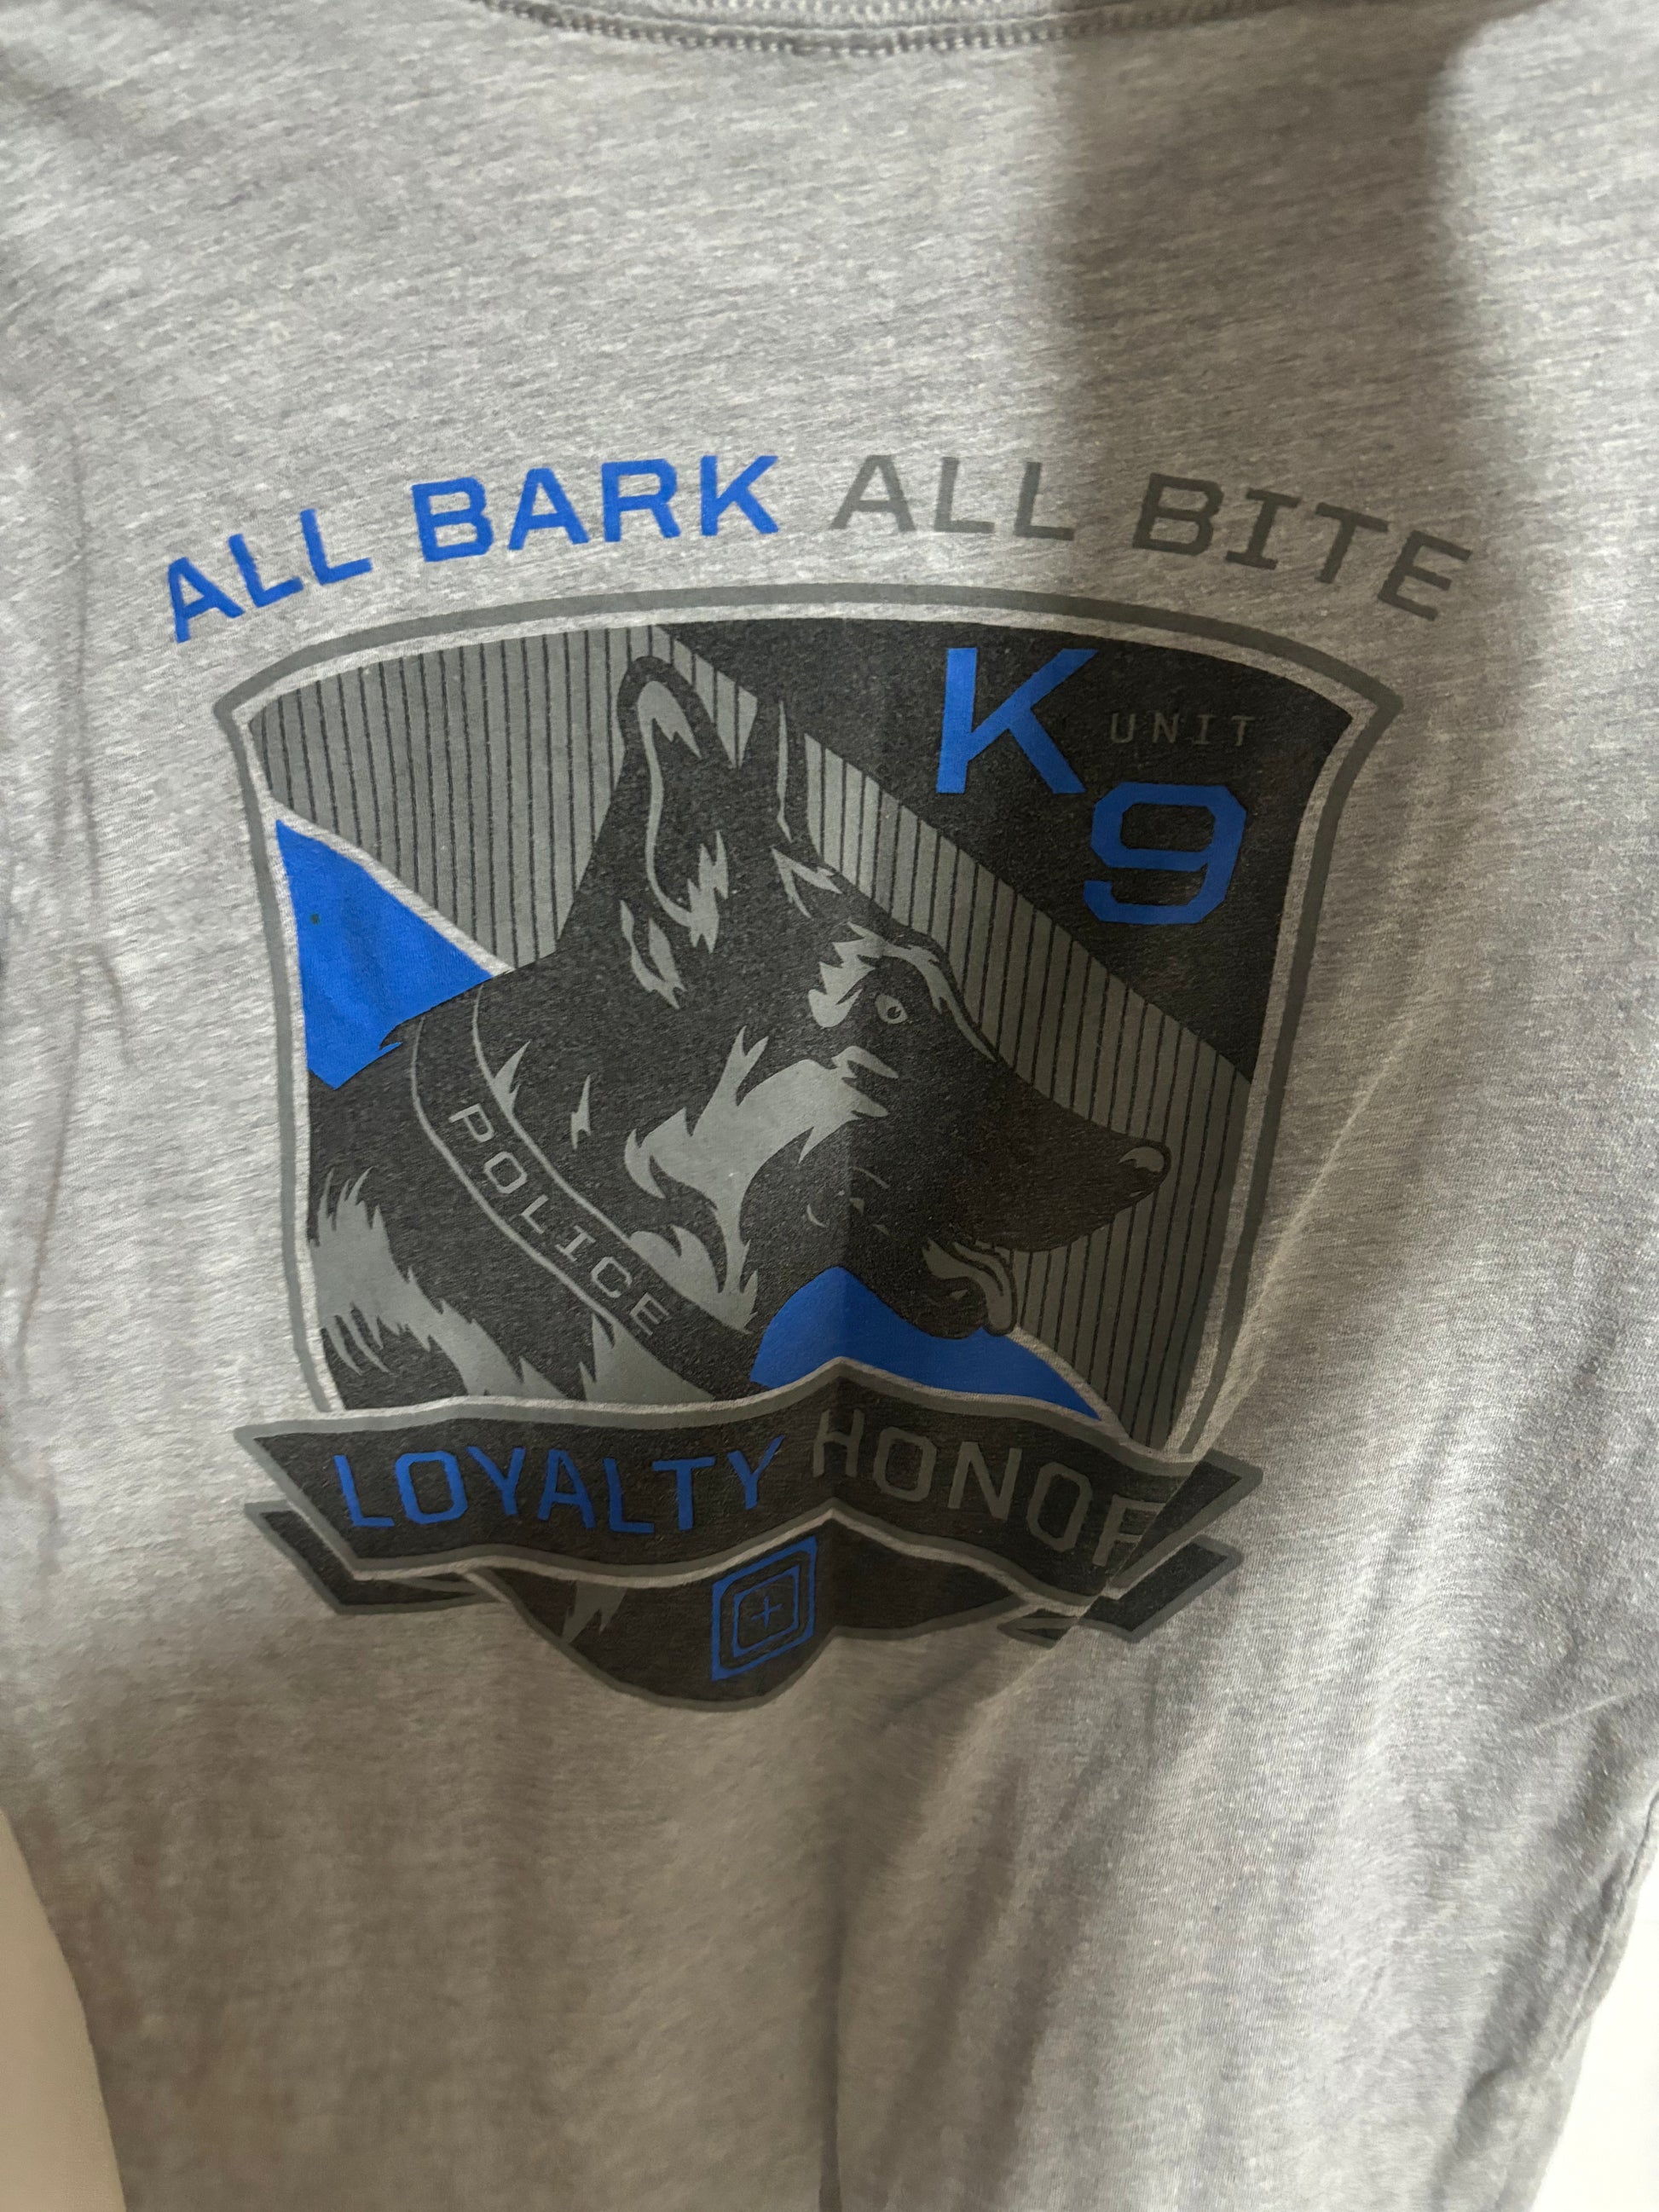 ALL BARK ALL BITE
K UNIT
9
POLICE
LOYALTY HONOR